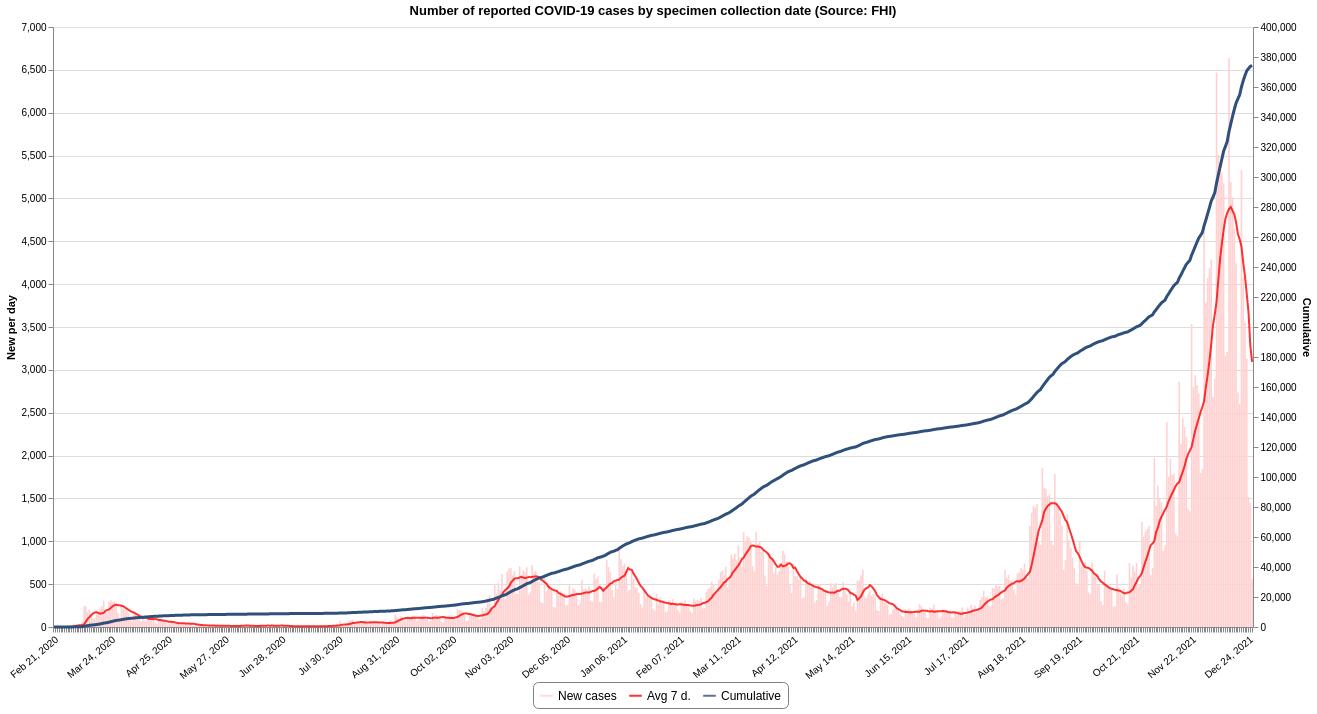 Number of reported COVID-19 cases by specimen collection date (Source: FHI)
7,000
6,500
6,000
5,500
5,000
4,500
4,000
3,500
3,000
2,500
2,000
1,500
1,000
500
0
New per day
400,000
380,000
360,000
340,000
320,000
300,000
280,000
260,000
240,000
220,000
200,000
180,000
160,000
140,000
120,000
100,000
80,000
60,000
40,000
20,000
0
Cumulative
Feb 21, 2020
Mar 24, 2020
Apr 25, 2020
May 27, 2020
Jun 28, 2020
Jul 30, 2020
Aug 31, 2020
Oct 02, 2020
Nov 03, 2020
Dec 05, 2020
Jan 06, 2021
Feb 07, 2021
Mar 11, 2021
Apr 12, 2021
May 14, 2021
Jun 15, 2021
Jul 17, 2021
Aug 18, 2021
Sep 19, 2021
Oct 21, 2021
Nov 22, 2021
Dec 24, 2021
New cases
Avg 7 d.
Cumulative